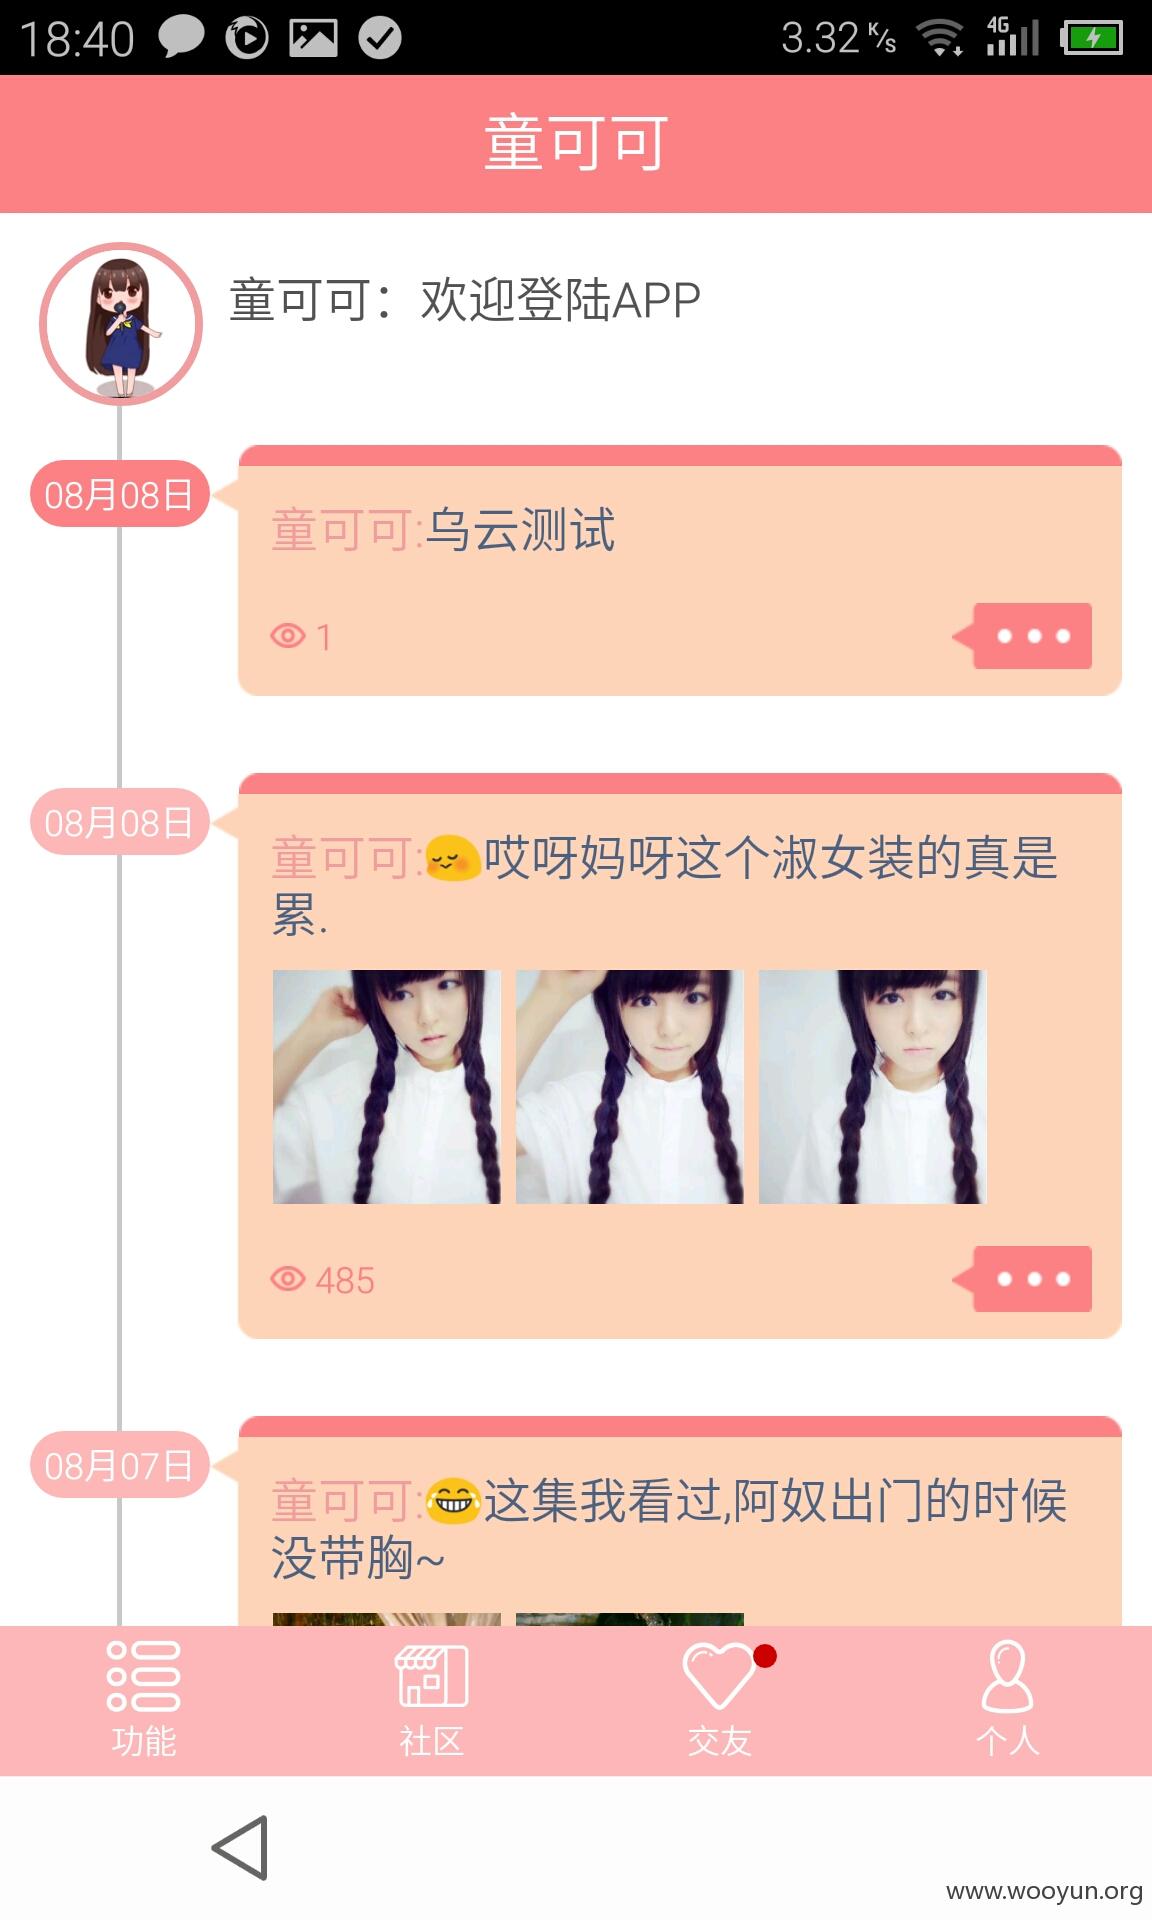 18:40
3.32 K/s
4G
童可可
童可可：欢迎登陆APP
08月08日
童可可:乌云测试
1
08月08日
童可可:😌哎呀妈呀这个淑女装的真是
累.
485
08月07日
童可可:😂这集我看过,阿奴出门的时候
没带胸~
功能
社区
交友
个人
www.wooyun.org